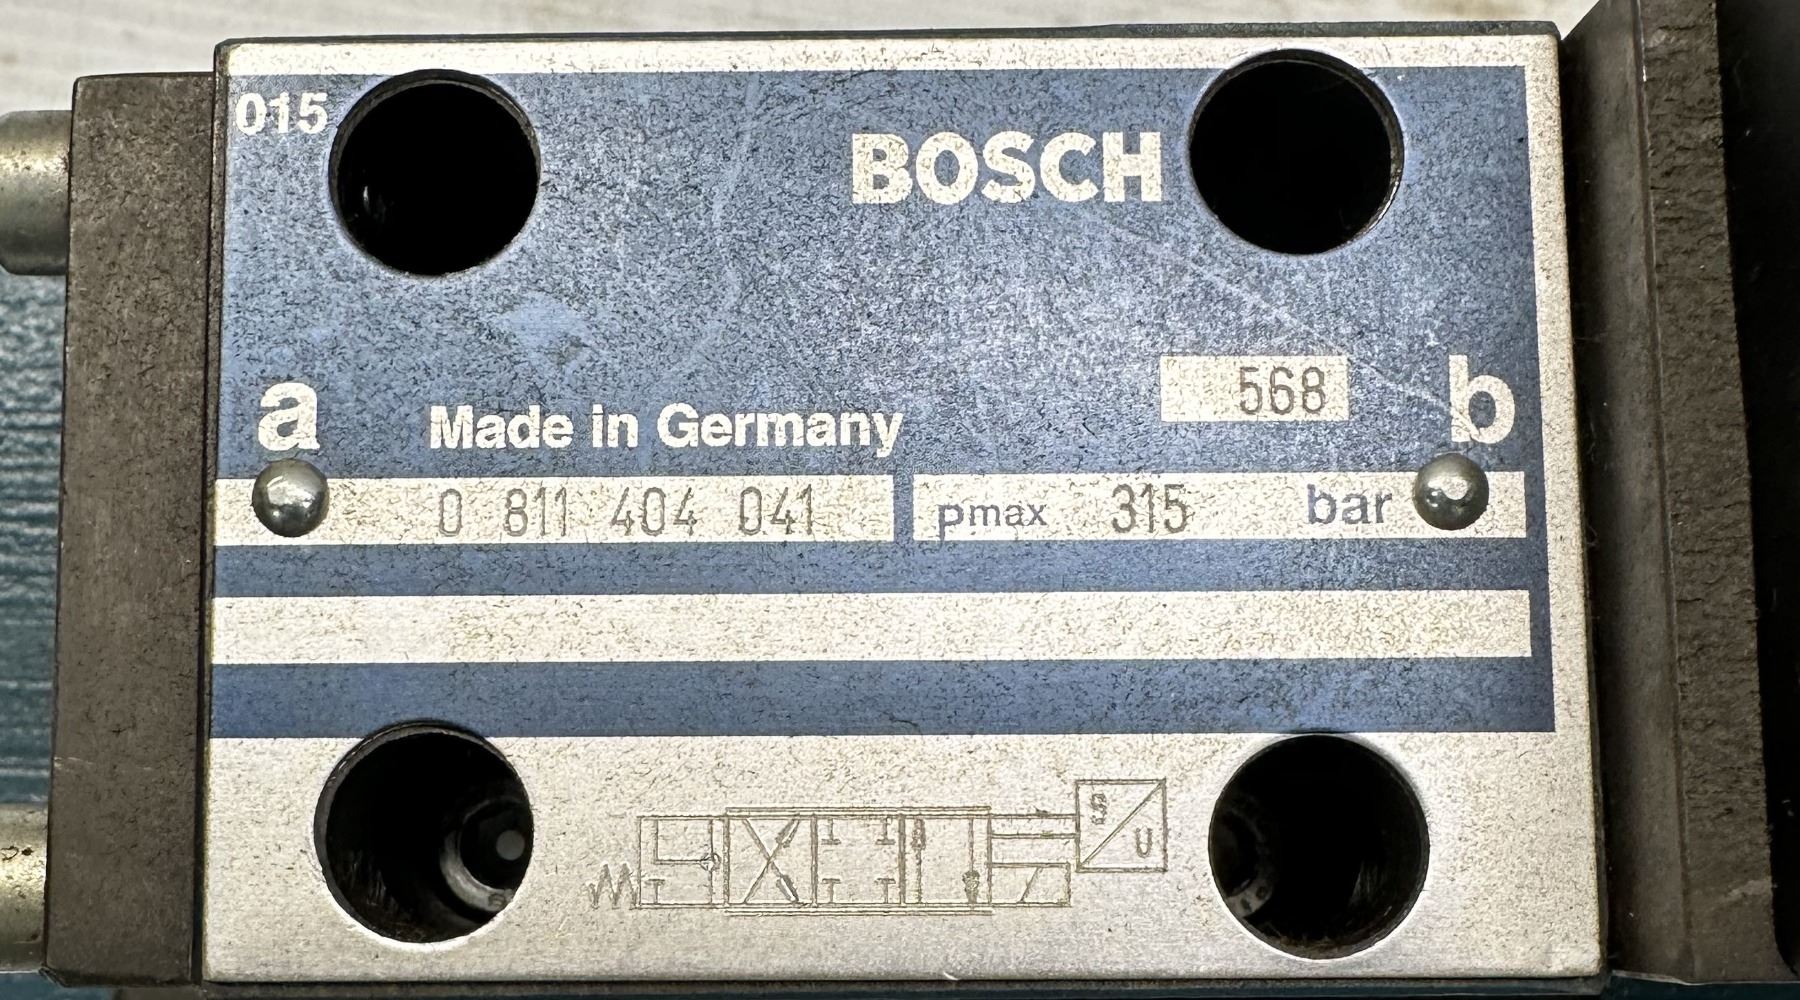 015
BOSCH
568
a
b
Made in Germany
0 811 404 041
pmax 315 bar
S
U